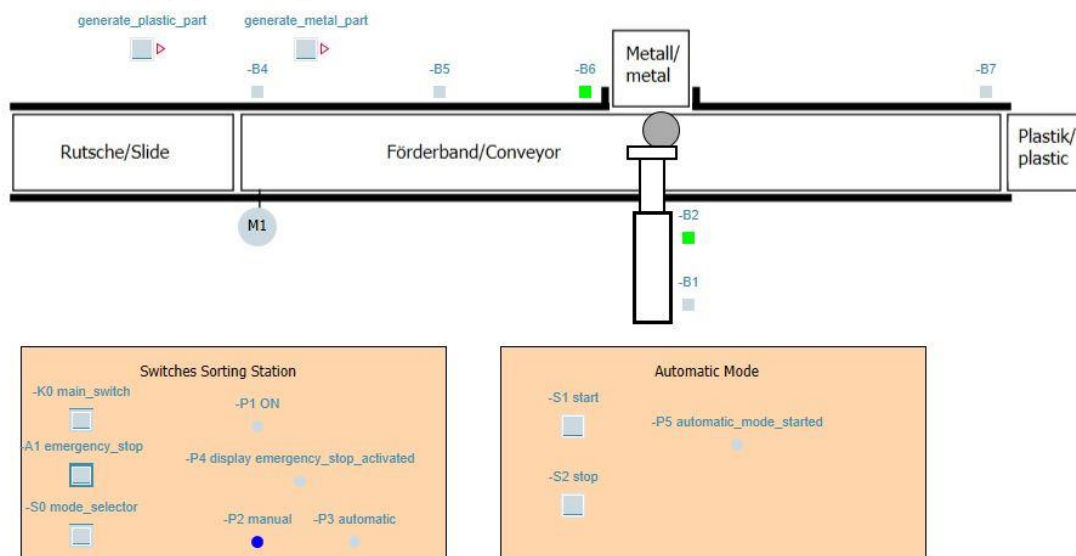 generate_plastic_part
generate_metal_part
-B4
-B5
-B6
Metall/
metal
-B7
Rutsche/Slide
Förderband/Conveyor
Plastik/
plastic
M1
-B2
-B1
Switches Sorting Station
-K0 main_switch
-P1 ON
-A1 emergency_stop
-P4 display emergency_stop_activated
-S0 mode_selector
-P2 manual
-P3 automatic
Automatic Mode
-S1 start
-P5 automatic_mode_started
-S2 stop